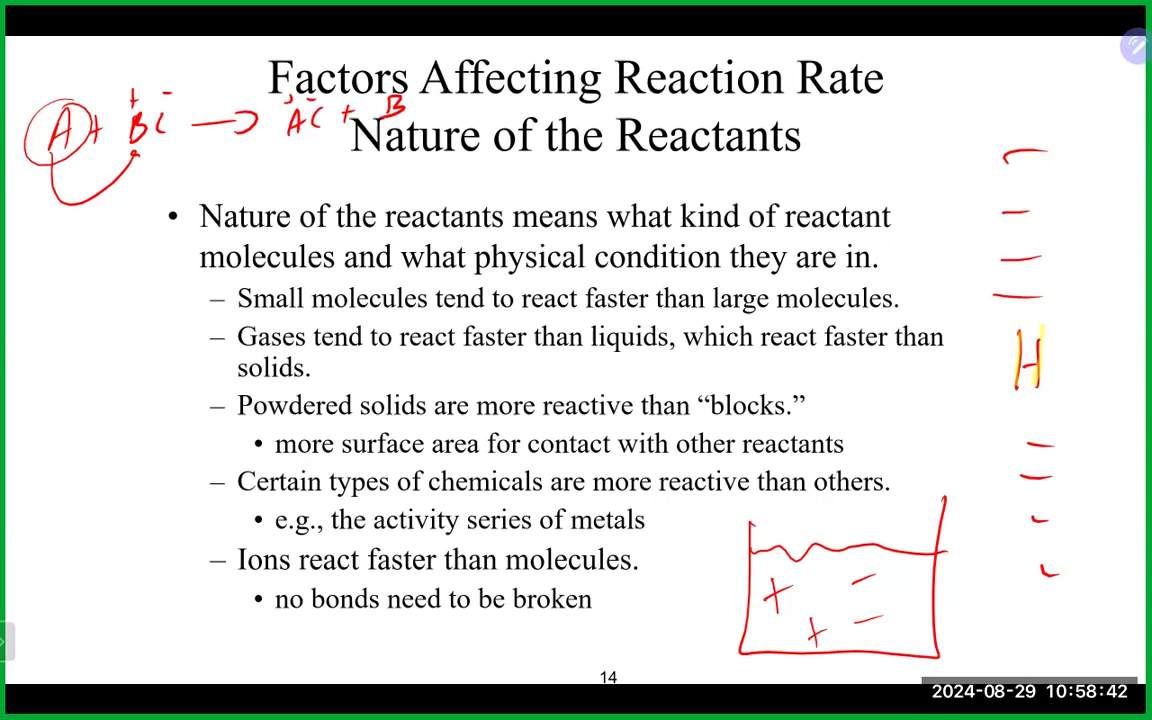 Factors Affecting Reaction Rate
A + B C → A C + B
Nature of the Reactants
• Nature of the reactants means what kind of reactant
molecules and what physical condition they are in.
– Small molecules tend to react faster than large molecules.
– Gases tend to react faster than liquids, which react faster than
solids.
H
– Powdered solids are more reactive than “blocks.”
• more surface area for contact with other reactants
– Certain types of chemicals are more reactive than others.
• e.g., the activity series of metals
– Ions react faster than molecules.
• no bonds need to be broken
+ –
+ –
14
2024-08-29 10:58:42